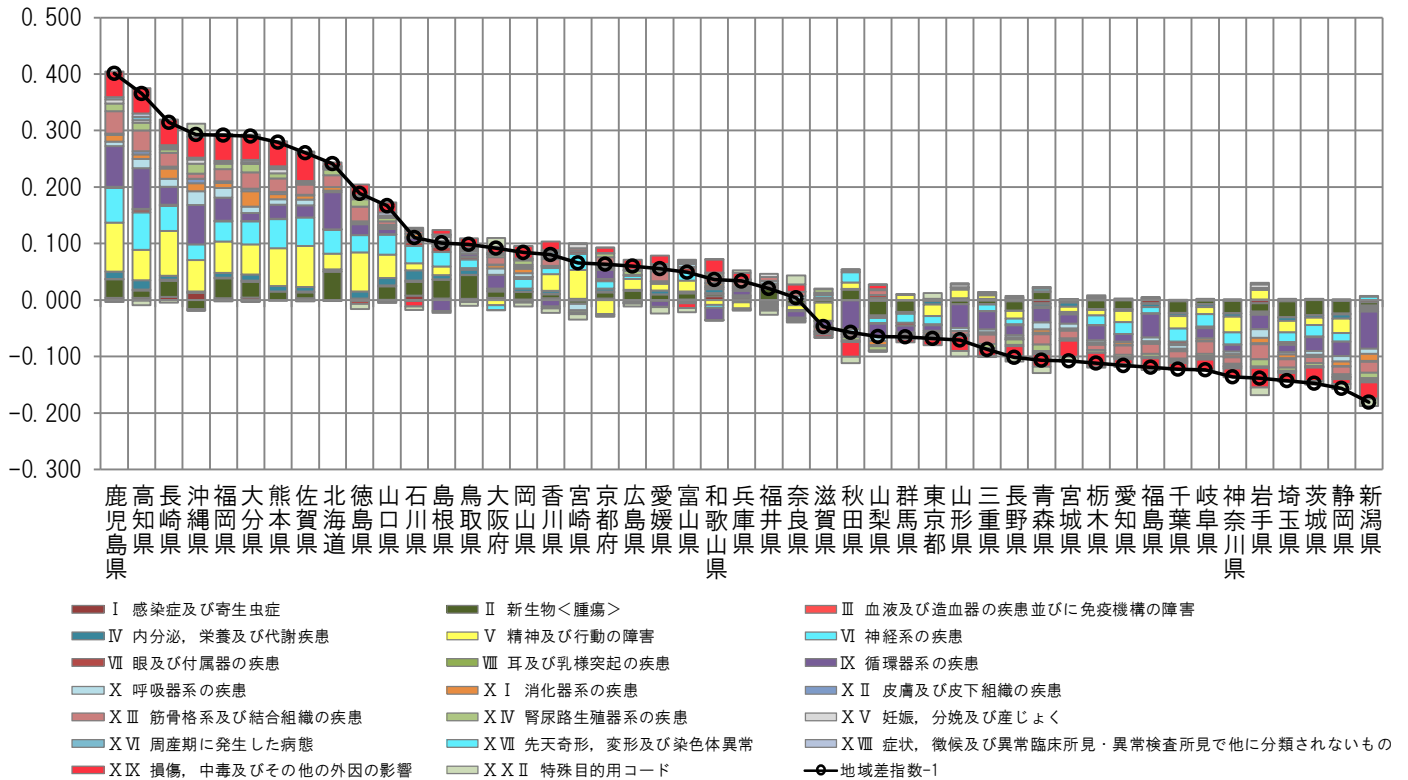 0.500
0.400
0.300
0.200
0.100
0.000
-0.100
-0.200
-0.300
鹿児島県
高知県
長崎県
沖縄県
福岡県
大分県
熊本県
佐賀県
北海道
徳島県
山口県
石川県
島根県
鳥取県
大阪府
岡山県
香川県
宮崎県
京都府
広島県
愛媛県
富山県
和歌山県
兵庫県
福井県
奈良県
滋賀県
秋田県
山梨県
群馬県
東京都
山形県
三重県
長野県
青森県
宮城県
栃木県
愛知県
福島県
千葉県
岐阜県
神奈川県
岩手県
埼玉県
茨城県
静岡県
新潟県
Ⅰ 感染症及び寄生虫症
Ⅱ 新生物<腫瘍>
Ⅲ 血液及び造血器の疾患並びに免疫機構の障害
Ⅳ 内分泌，栄養及び代謝疾患
Ⅴ 精神及び行動の障害
Ⅵ 神経系の疾患
Ⅶ 眼及び付属器の疾患
Ⅷ 耳及び乳様突起の疾患
Ⅸ 循環器系の疾患
Ⅹ 呼吸器系の疾患
ⅩⅠ 消化器系の疾患
ⅩⅡ 皮膚及び皮下組織の疾患
ⅩⅢ 筋骨格系及び結合組織の疾患
ⅩⅣ 腎尿路生殖器系の疾患
ⅩⅤ 妊娠，分娩及び産じょく
ⅩⅥ 周産期に発生した病態
ⅩⅦ 先天奇形，変形及び染色体異常
ⅩⅧ 症状，徴候及び異常臨床所見・異常検査所見で他に分類されないもの
ⅩⅨ 損傷，中毒及びその他の外因の影響
ⅩⅩⅡ 特殊目的用コード
地域差指数-1